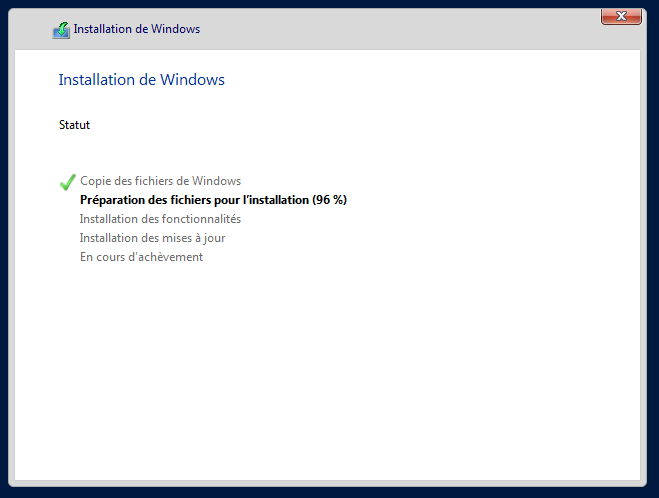 Installation de Windows
Installation de Windows
Statut
Copie des fichiers de Windows
Préparation des fichiers pour l'installation (96 %)
Installation des fonctionnalités
Installation des mises à jour
En cours d'achèvement